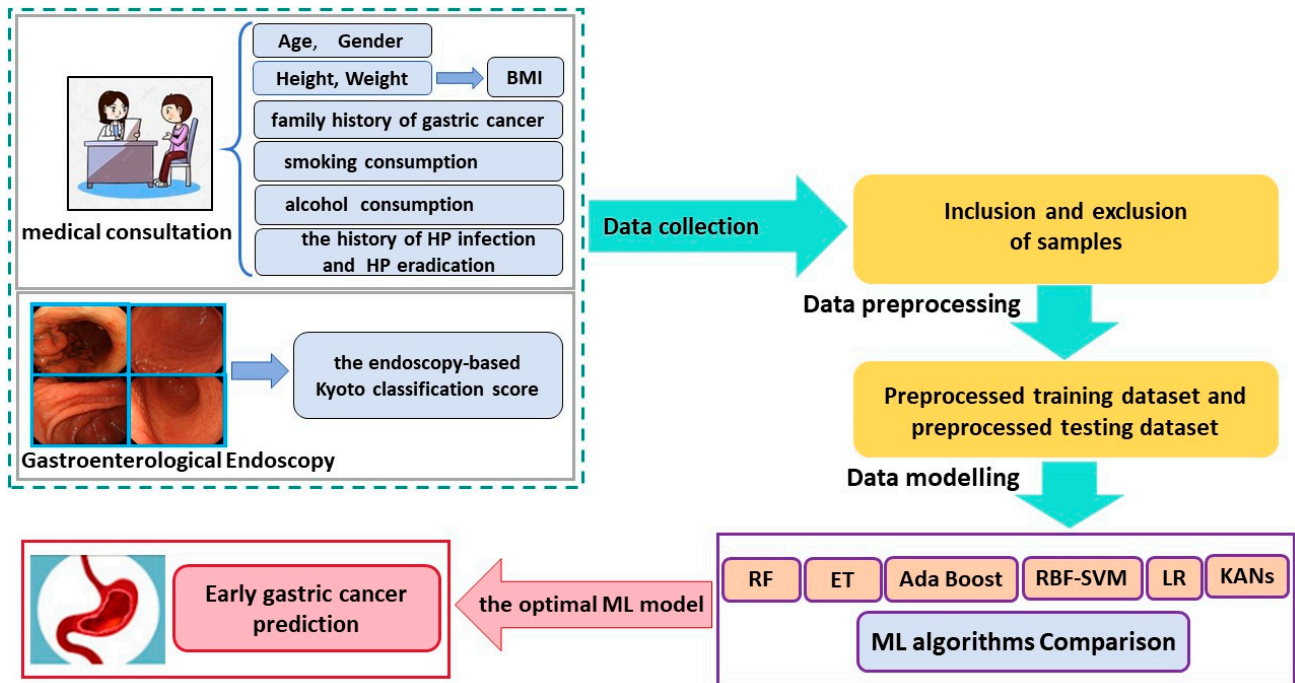 Age, Gender
Height, Weight
BMI
family history of gastric cancer
smoking consumption
alcohol consumption
the history of HP infection
and HP eradication
medical consultation
the endoscopy-based
Kyoto classification score
Gastroenterological Endoscopy
Data collection
Inclusion and exclusion
of samples
Data preprocessing
Preprocessed training dataset and
preprocessed testing dataset
Data modelling
RF
ET
Ada Boost
RBF-SVM
LR
KANs
ML algorithms Comparison
the optimal ML model
Early gastric cancer
prediction